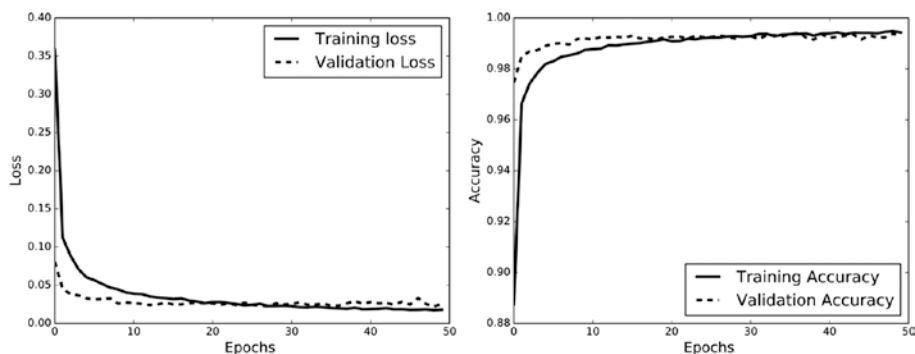 0.40
0.35
0.30
0.25
0.20
0.15
0.10
0.05
0.00
Loss
Training loss
Validation Loss
0 10 20 30 40 50
Epochs
1.00
0.98
0.96
0.94
0.92
0.90
0.88
Accuracy
Training Accuracy
Validation Accuracy
0 10 20 30 40 50
Epochs